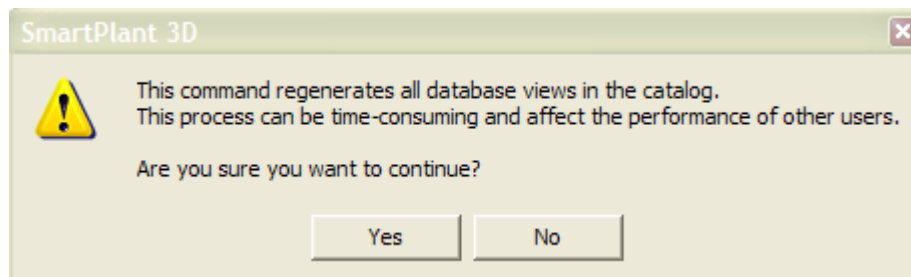 SmartPlant 3D
This command regenerates all database views in the catalog.
This process can be time-consuming and affect the performance of other users.
Are you sure you want to continue?
Yes No